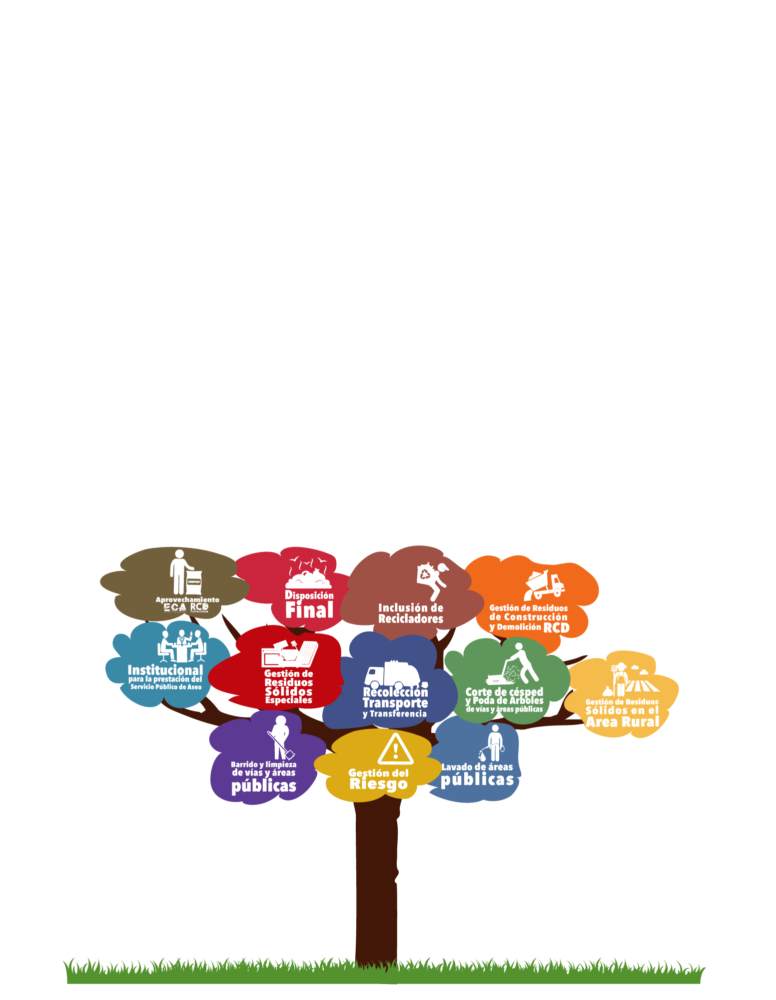 COMPOST
Aprovechamiento
ECA RCD
Punto Limpio
Disposición
Final
Inclusión de
Recicladores
Gestión de Residuos
de Construcción
y Demolición RCD
Institucional
para la prestación del
Servicio Público de Aseo
Gestión de
Residuos
Sólidos
Especiales
Recolección
Transporte
y Transferencia
Corte de césped
y Poda de Arboles
de vías y áreas públicas
Gestión de Residuos
Sólidos en el
Area Rural
Barrido y limpieza
de vías y áreas
públicas
Gestión del
Riesgo
Lavado de áreas
públicas